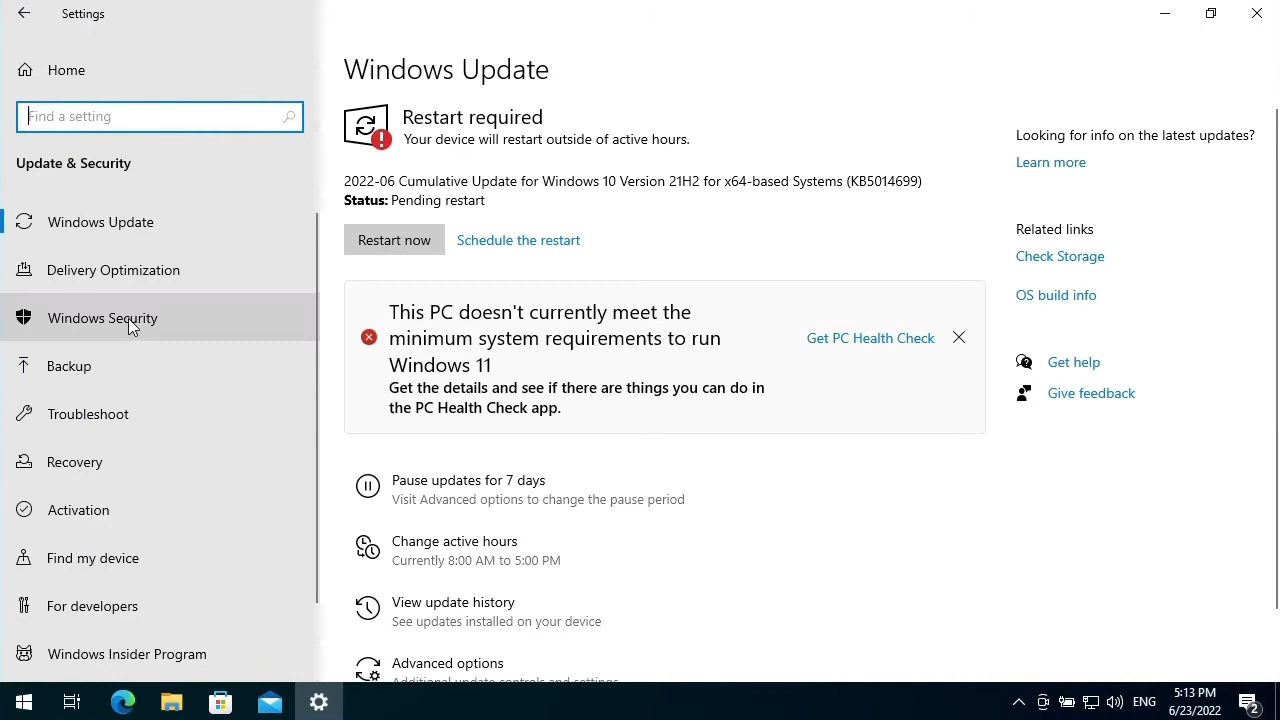 Settings
Home
Find a setting
Update & Security
Windows Update
Delivery Optimization
Windows Security
Backup
Troubleshoot
Recovery
Activation
Find my device
For developers
Windows Insider Program
Windows Update
Restart required
Your device will restart outside of active hours.
2022-06 Cumulative Update for Windows 10 Version 21H2 for x64-based Systems (KB5014699)
Status: Pending restart
Restart now
Schedule the restart
This PC doesn't currently meet the
minimum system requirements to run
Windows 11
Get the details and see if there are things you can do in
the PC Health Check app.
Get PC Health Check
Pause updates for 7 days
Visit Advanced options to change the pause period
Change active hours
Currently 8:00 AM to 5:00 PM
View update history
See updates installed on your device
Advanced options
Additional update controls and settings
Looking for info on the latest updates?
Learn more
Related links
Check Storage
OS build info
Get help
Give feedback
ENG
5:13 PM
6/23/2022
2